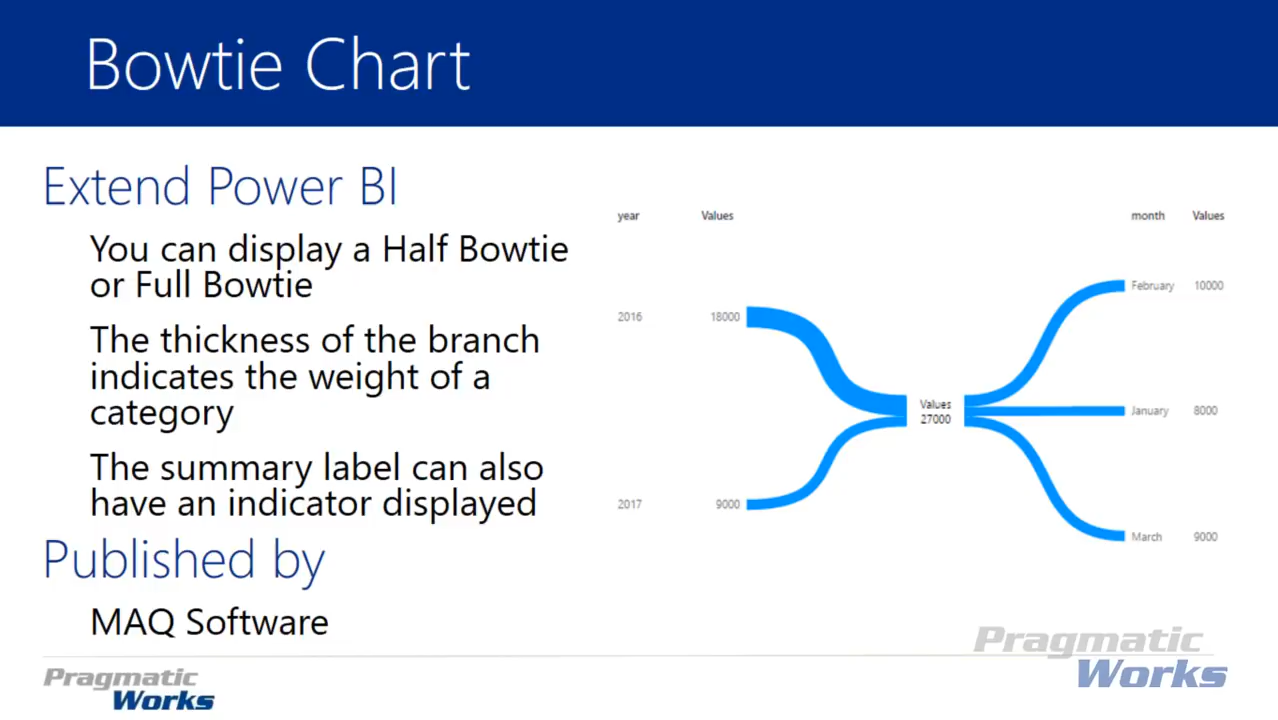 Bowtie Chart
Extend Power BI
You can display a Half Bowtie
or Full Bowtie
The thickness of the branch
indicates the weight of a
category
The summary label can also
have an indicator displayed
Published by
MAQ Software
year Values
2016 18000
2017 9000
Values
27000
month Values
February 10000
January 8000
March 9000
Pragmatic
Works
Pragmatic
Works